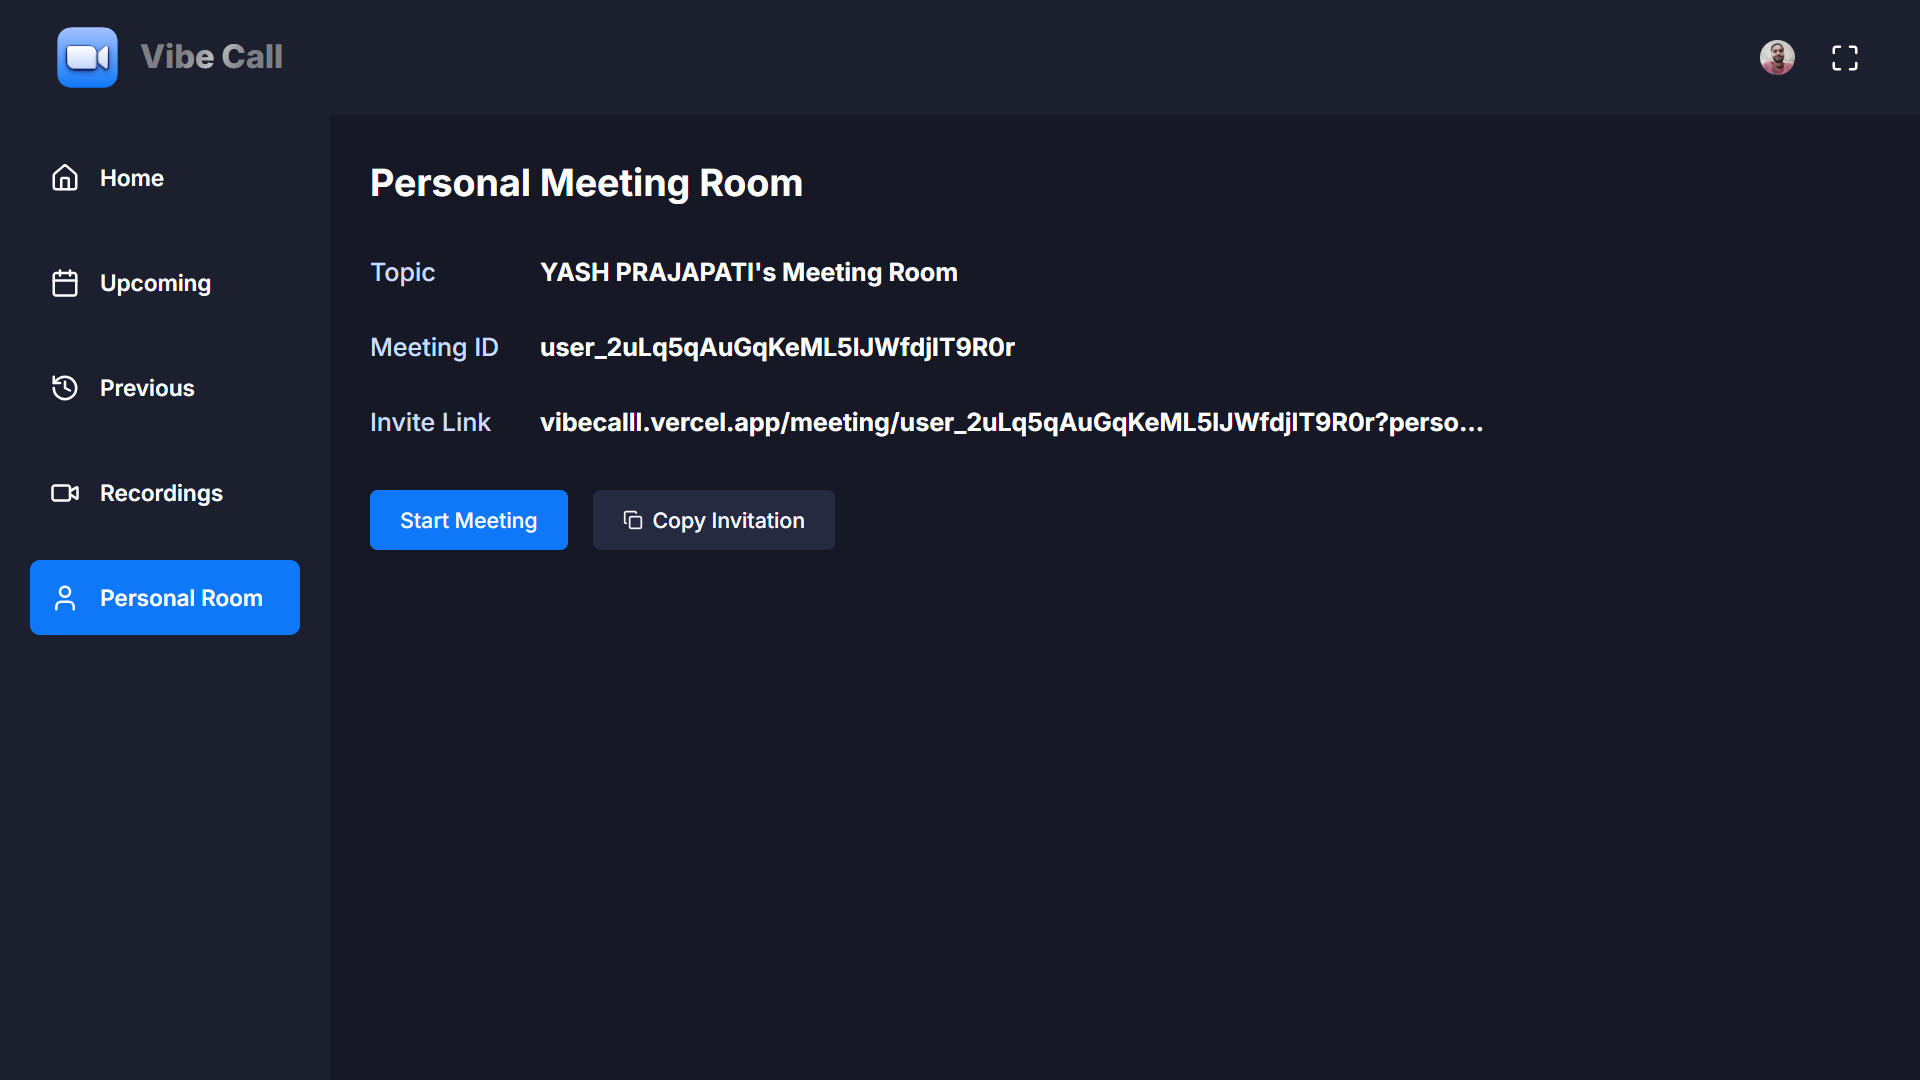 Vibe Call
Home
Upcoming
Previous
Recordings
Personal Room
Personal Meeting Room
Topic YASH PRAJAPATI's Meeting Room
Meeting ID user_2uLq5qAuGqKeML5IJWfdjIT9R0r
Invite Link vibecalll.vercel.app/meeting/user_2uLq5qAuGqKeML5IJWfdjIT9R0r?perso...
Start Meeting
Copy Invitation